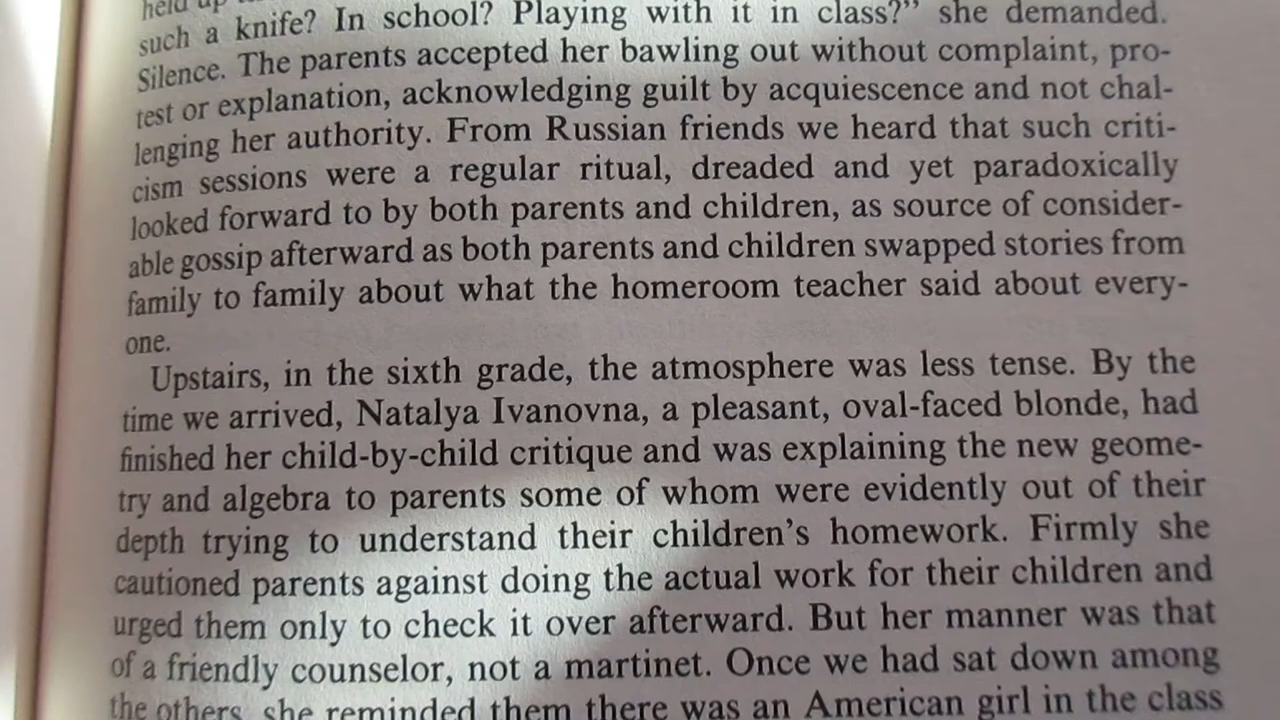 held up
such a knife? In school? Playing with it in class?” she demanded.
Silence. The parents accepted her bawling out without complaint, pro-
test or explanation, acknowledging guilt by acquiescence and not chal-
lenging her authority. From Russian friends we heard that such criti-
cism sessions were a regular ritual, dreaded and yet paradoxically
looked forward to by both parents and children, as source of consider-
able gossip afterward as both parents and children swapped stories from
family to family about what the homeroom teacher said about every-
one.
Upstairs, in the sixth grade, the atmosphere was less tense. By the
time we arrived, Natalya Ivanovna, a pleasant, oval-faced blonde, had
finished her child-by-child critique and was explaining the new geome-
try and algebra to parents some of whom were evidently out of their
depth trying to understand their children’s homework. Firmly she
cautioned parents against doing the actual work for their children and
urged them only to check it over afterward. But her manner was that
of a friendly counselor, not a martinet. Once we had sat down among
the others, she reminded them there was an American girl in the class